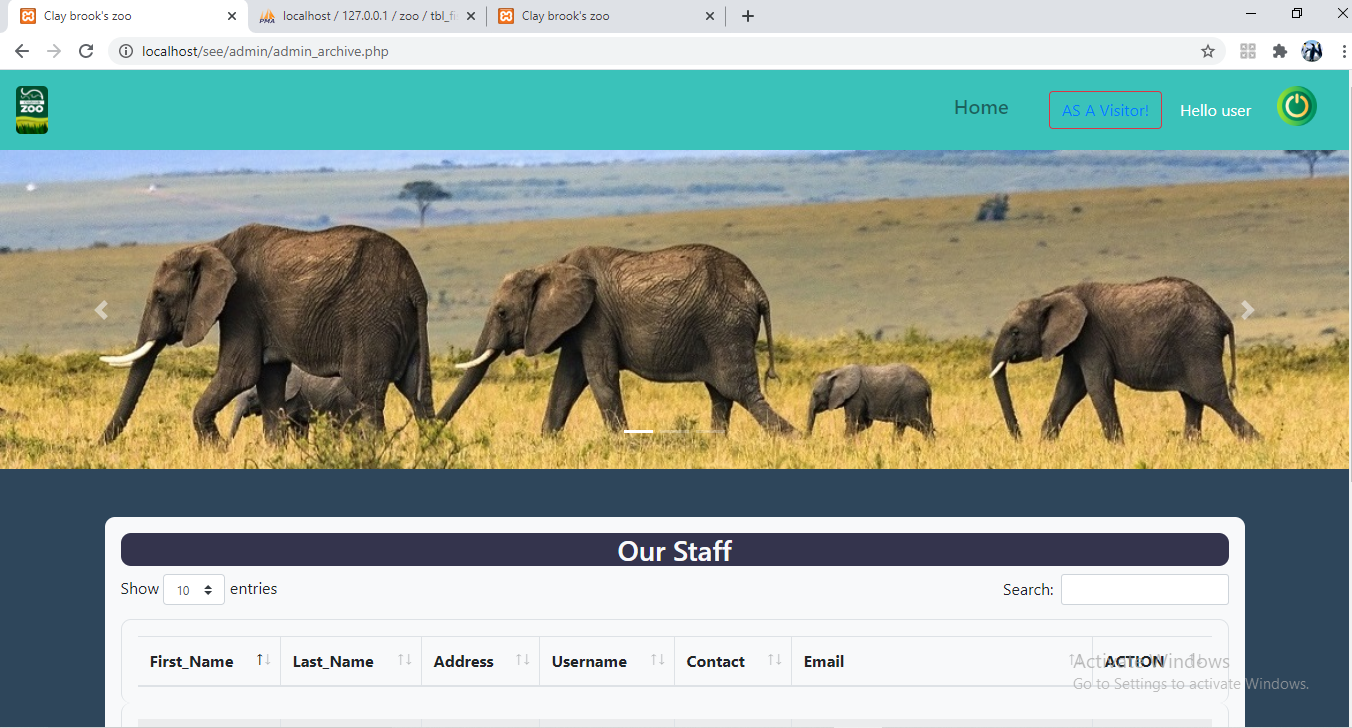 Clay brook's zoo
localhost / 127.0.0.1 / zoo / tbl_fi
Clay brook's zoo
localhost/see/admin/admin_archive.php
ZOO
Home
AS A Visitor!
Hello user
Our Staff
Show 10 entries
Search:
First_Name Last_Name Address Username Contact Email ACTION
Activate Windows
Go to Settings to activate Windows.